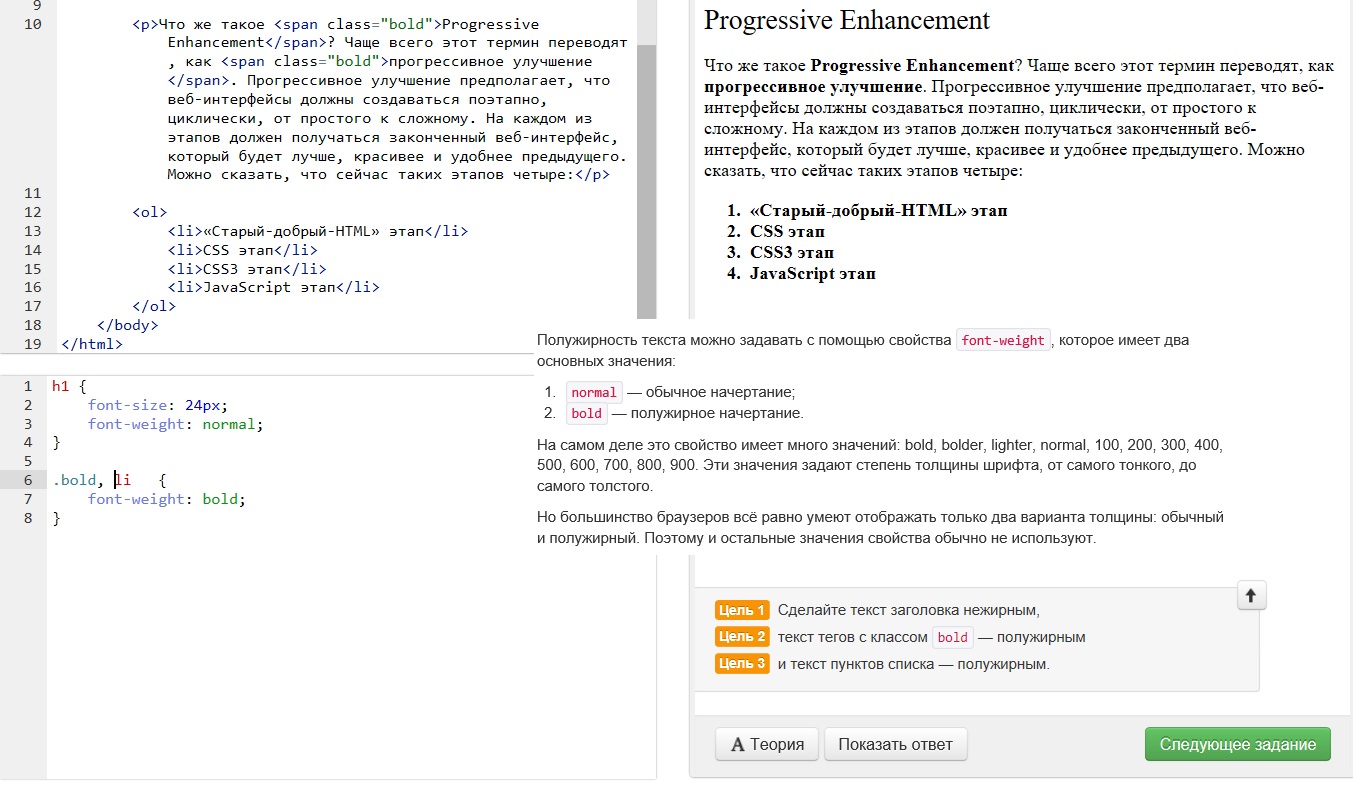 9
10 <p>Что же такое <span class="bold">Progressive
Enhancement</span>? Чаще всего этот термин переводят
, как <span class="bold">прогрессивное улучшение
</span>. Прогрессивное улучшение предполагает, что
веб-интерфейсы должны создаваться поэтапно,
циклически, от простого к сложному. На каждом из
этапов должен получаться законченный веб-интерфейс,
который будет лучше, красивее и удобнее предыдущего.
Можно сказать, что сейчас таких этапов четыре:</p>
11
12 <ol>
13 <li>«Старый-добрый-HTML» этап</li>
14 <li>CSS этап</li>
15 <li>CSS3 этап</li>
16 <li>JavaScript этап</li>
17 </ol>
18 </body>
19 </html>
1 h1 {
2 font-size: 24px;
3 font-weight: normal;
4 }
5
6 .bold, li {
7 font-weight: bold;
8 }
Progressive Enhancement
Что же такое Progressive Enhancement? Чаще всего этот термин переводят, как
прогрессивное улучшение. Прогрессивное улучшение предполагает, что веб-
интерфейсы должны создаваться поэтапно, циклически, от простого к
сложному. На каждом из этапов должен получаться законченный веб-
интерфейс, который будет лучше, красивее и удобнее предыдущего. Можно
сказать, что сейчас таких этапов четыре:
1. «Старый-добрый-HTML» этап
2. CSS этап
3. CSS3 этап
4. JavaScript этап
Полужирность текста можно задавать с помощью свойства font-weight, которое имеет два
основных значения:
1. normal — обычное начертание;
2. bold — полужирное начертание.
На самом деле это свойство имеет много значений: bold, bolder, lighter, normal, 100, 200, 300, 400,
500, 600, 700, 800, 900. Эти значения задают степень толщины шрифта, от самого тонкого, до
самого толстого.
Но большинство браузеров всё равно умеют отображать только два варианта толщины: обычный
и полужирный. Поэтому и остальные значения свойства обычно не используют.
Цель 1 Сделайте текст заголовка нежирным,
Цель 2 текст тегов с классом bold — полужирным
Цель 3 и текст пунктов списка — полужирным.
A Теория Показать ответ Следующее задание